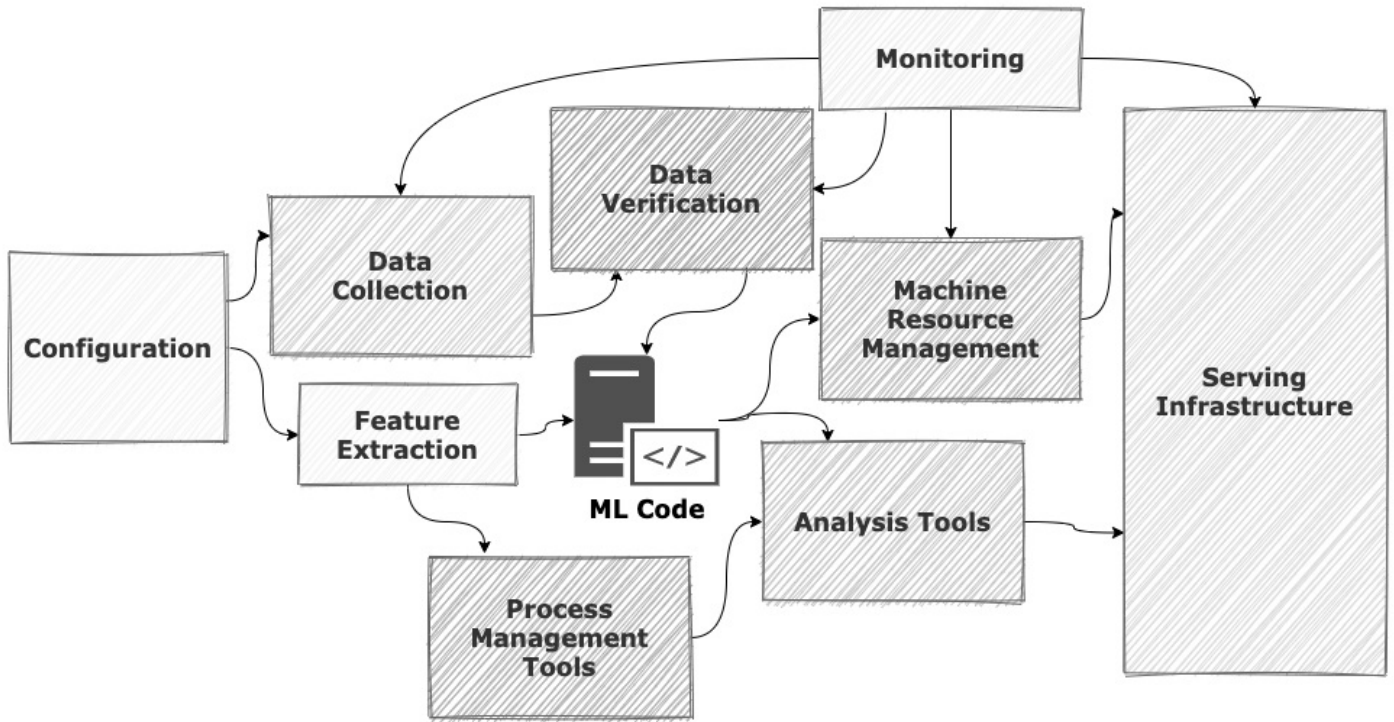 Monitoring
Data
Verification
Data
Collection
Configuration
Machine
Resource
Management
Serving
Infrastructure
Feature
Extraction
</>
ML Code
Analysis Tools
Process
Management
Tools